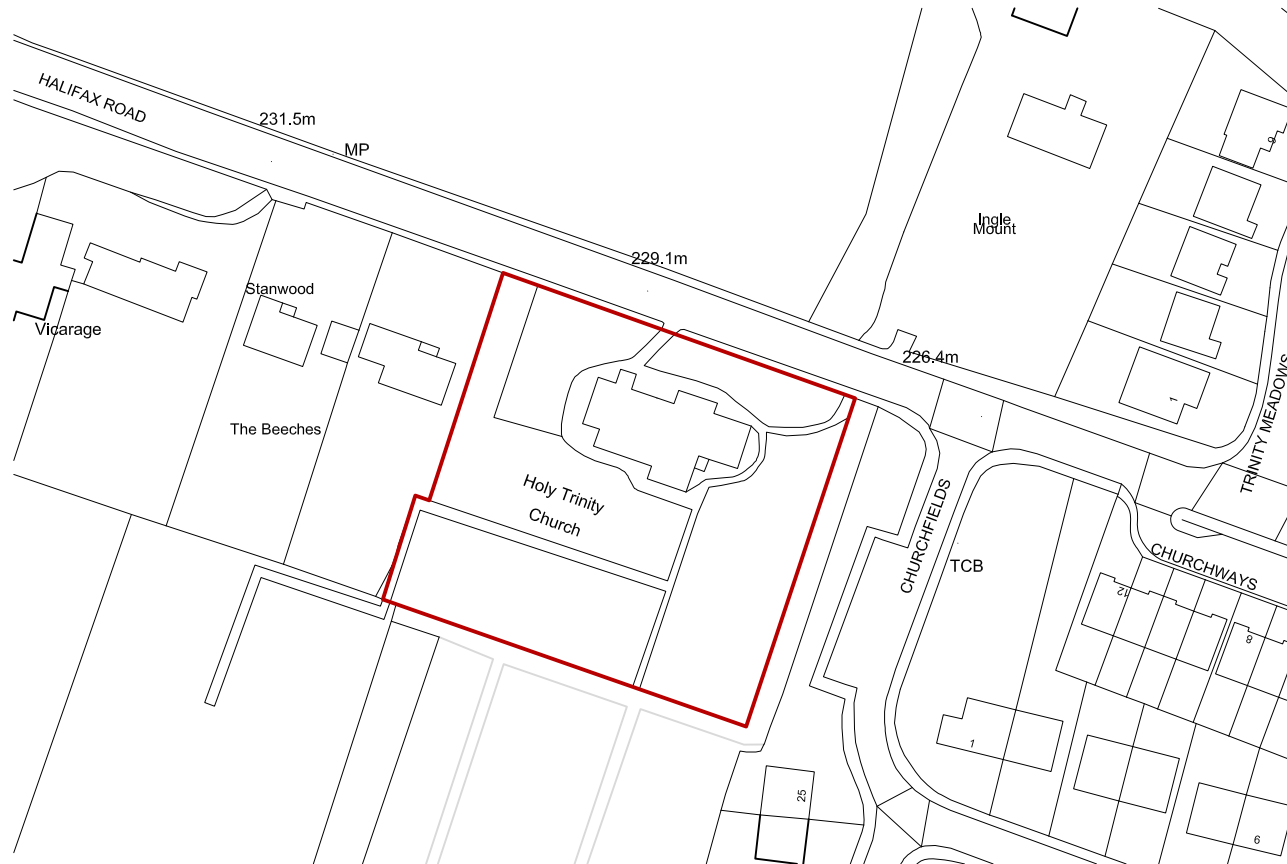 HALIFAX ROAD
231.5m
MP
9
Ingle
Mount
229.1m
Stanwood
Vicarage
226.4m
1
TRINITY MEADOWS
The Beeches
Holy Trinity
Church
CHURCHFIELDS
TCB
CHURCHWAYS
12
8
1
25
6